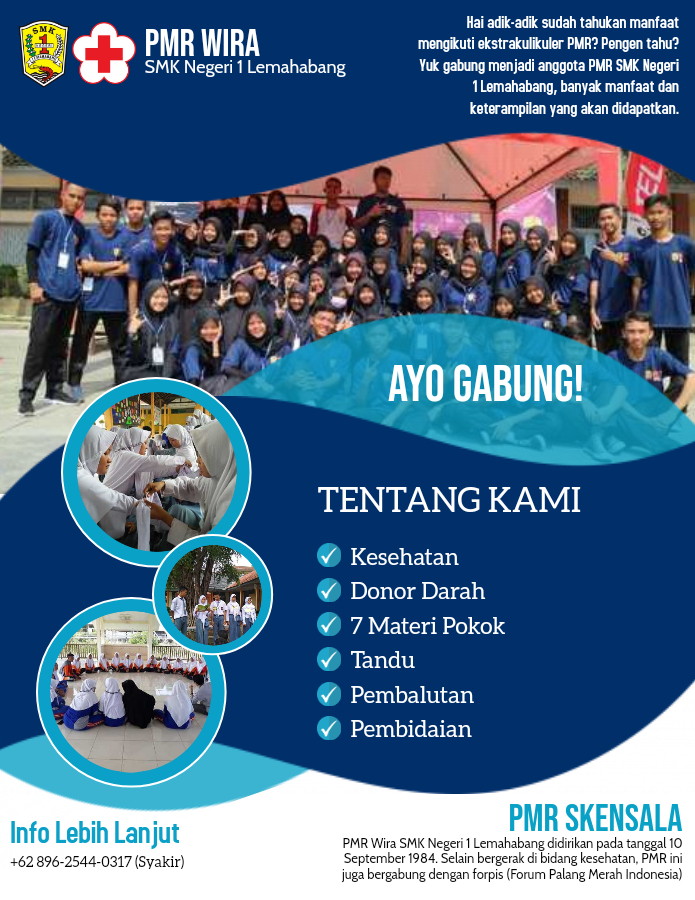 SMK
PMR WIRA
SMK Negeri 1 Lemahabang
Hai adik-adik sudah tahukan manfaat
mengikuti ekstrakulikuler PMR? Pengen tahu?
Yuk gabung menjadi anggota PMR SMK Negeri
1 Lemahabang, banyak manfaat dan
keterampilan yang akan didapatkan.
AYO GABUNG!
TENTANG KAMI
Kesehatan
Donor Darah
7 Materi Pokok
Tandu
Pembalutan
Pembidaian
Info Lebih Lanjut
+62 896-2544-0317 (Syakir)
PMR SKENSALA
PMR Wira SMK Negeri 1 Lemahabang didirikan pada tanggal 10
September 1984. Selain bergerak di bidang kesehatan, PMR ini
juga bergabung dengan forpis (Forum Palang Merah Indonesia)